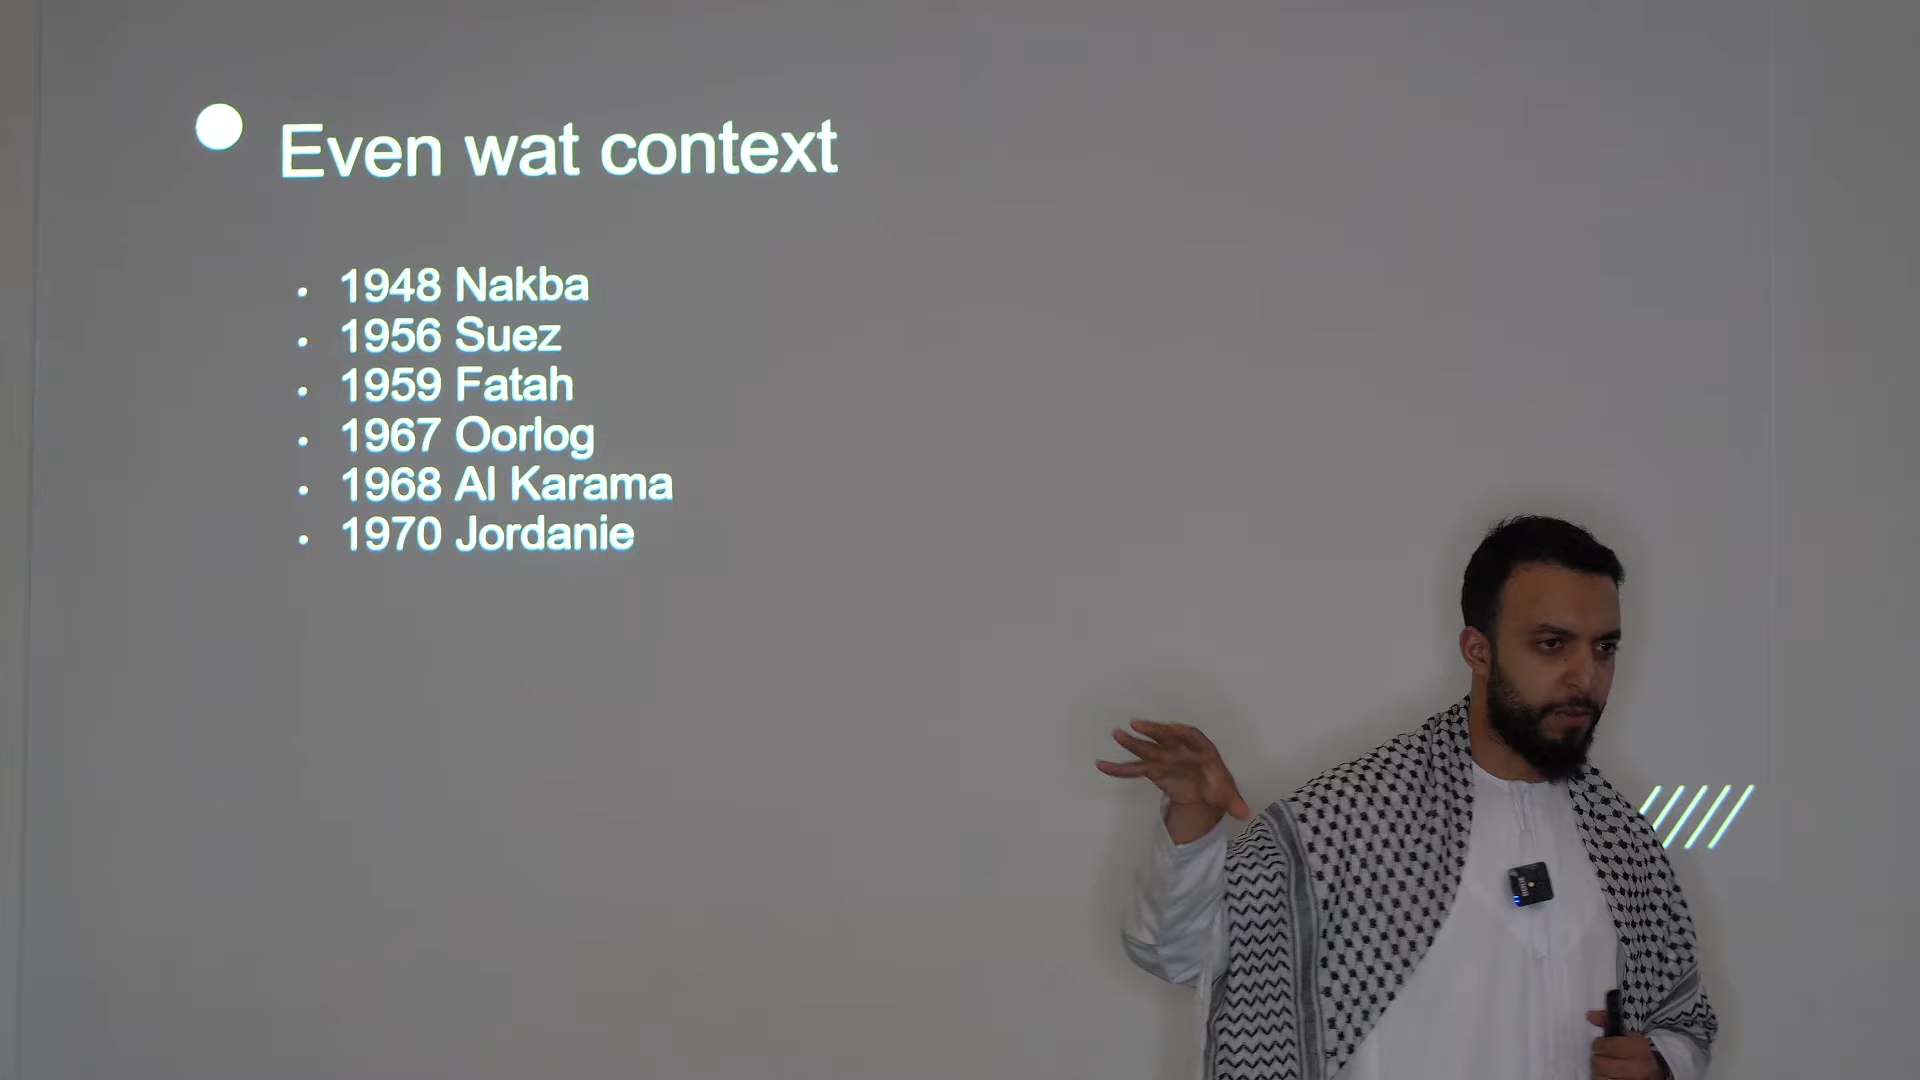 Even wat context
1948 Nakba
1956 Suez
1959 Fatah
1967 Oorlog
1968 Al Karama
1970 Jordanie